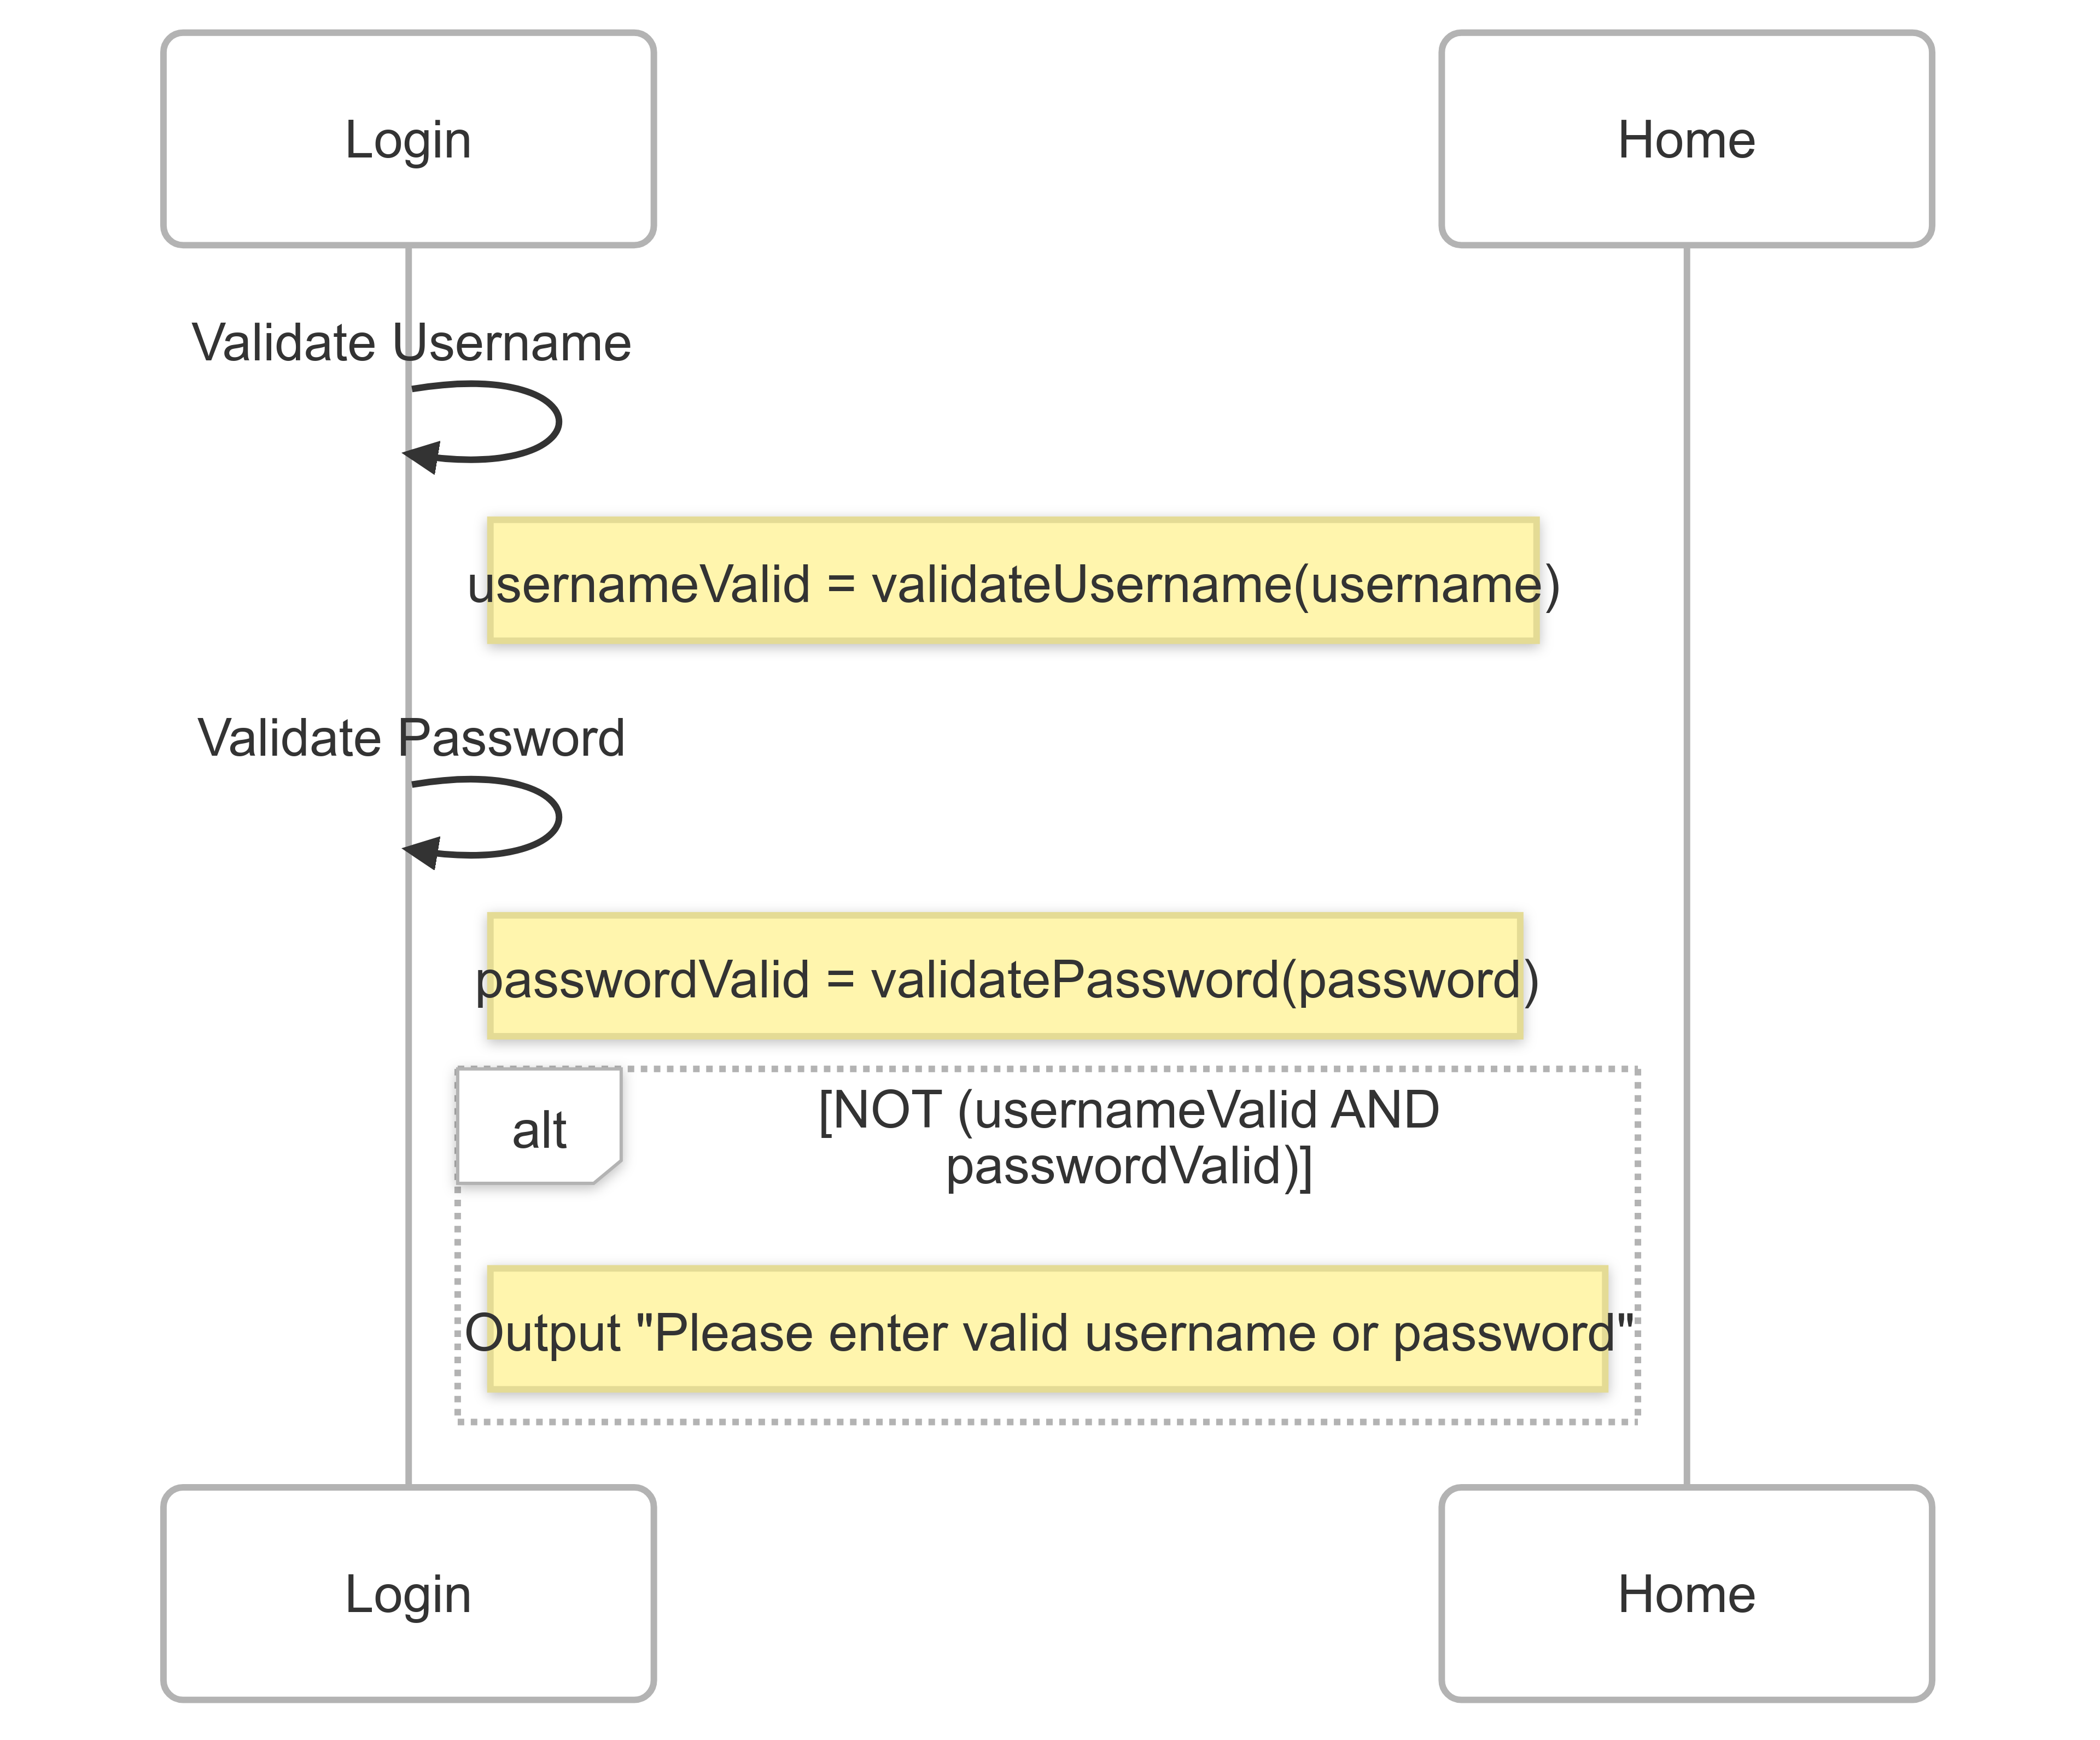 Login
Home
Validate Username
usernameValid = validateUsername(username)
Validate Password
passwordValid = validatePassword(password)
alt
[NOT (usernameValid AND
passwordValid)]
Output "Please enter valid username or password"
Login
Home